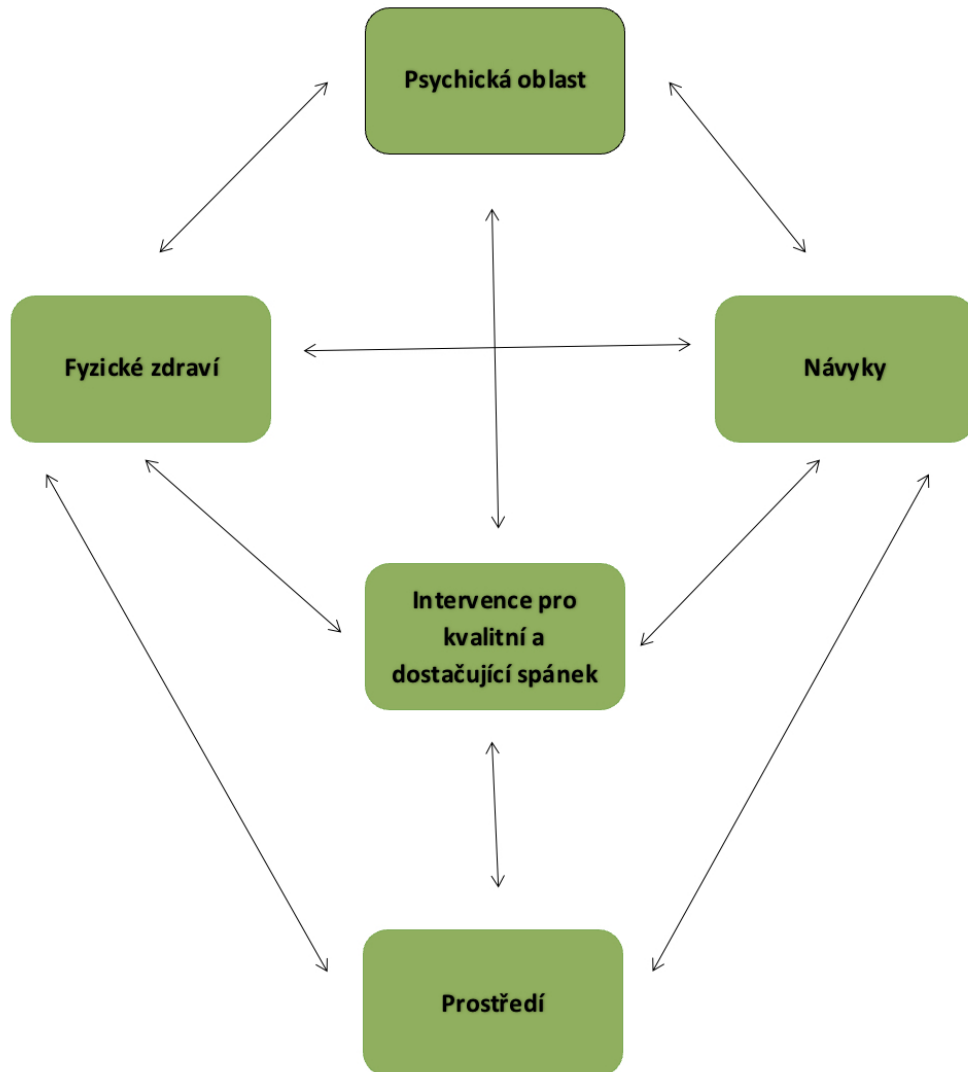 Psychická oblast
Fyzické zdraví
Návyky
Intervence pro
kvalitní a
dostačující spánek
Prostředí